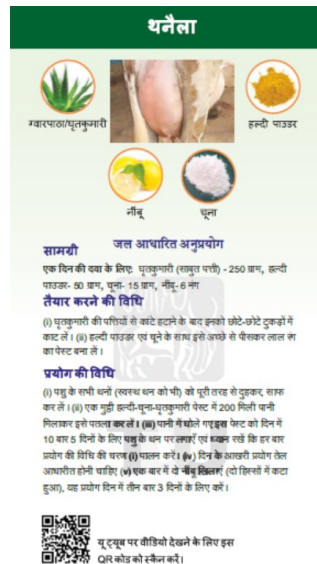 थनैला
ग्वारपाठा/घृतकुमारी
हल्दी पाउडर
नींबू
चूना
जल आधारित अनुप्रयोग
सामग्री
एक दिन की दवा के लिए: घृतकुमारी (साबुत पत्ती) - 250 ग्राम, हल्दी
पाउडर- 50 ग्राम, चूना- 15 ग्राम, नींबू- 6 नग
तैयार करने की विधि
(i) घृतकुमारी की पत्तियों से कांटे हटाने के बाद इनको छोटे-छोटे टुकड़ों में
काट लें। (ii) हल्दी पाउडर एवं चूने के साथ इसे अच्छे से पीसकर लाल रंग
का पेस्ट बना लें।
प्रयोग की विधि
(i) पशु के सभी थनों (स्वस्थ थन को भी) को पूरी तरह से दुहकर, साफ
कर लें। (ii) एक मुट्ठी हल्दी-चूना-घृतकुमारी पेस्ट में 200 मिली पानी
मिलाकर इसे पतला कर लें। (iii) पानी में घोले गए इस पेस्ट को दिन में
10 बार 5 दिनों के लिए पशु के थन पर लगाएँ एवं ध्यान रखें कि हर बार
प्रयोग की विधि की चरण (i) पालन करें। (iv) दिन के आखरी प्रयोग तेल
आधारीत होनी चाहिए (v) एक बार में दो नींबू खिलाएं (दो हिस्सों में कटा
हुआ), यह प्रयोग दिन में तीन बार 3 दिनों के लिए करें।
यू ट्यूब पर वीडियो देखने के लिए इस
QR कोड को स्कैन करें।